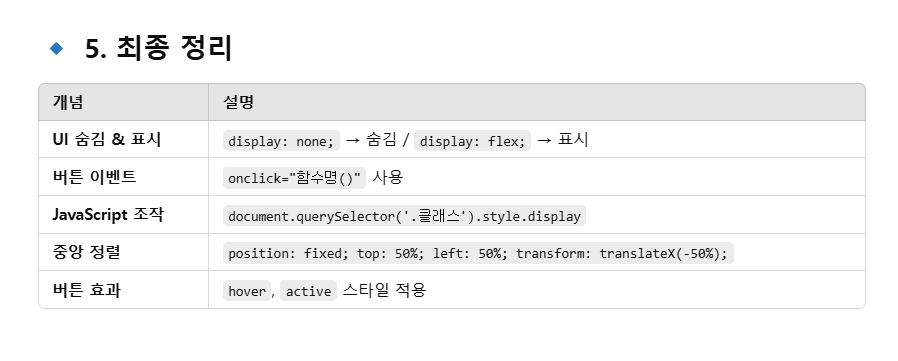 5. 최종 정리
개념 설명
UI 숨김 & 표시 display: none; → 숨김 / display: flex; → 표시
버튼 이벤트 onclick="함수명()" 사용
JavaScript 조작 document.querySelector('.클래스').style.display
중앙 정렬 position: fixed; top: 50%; left: 50%; transform: translateX(-50%);
버튼 효과 hover, active 스타일 적용